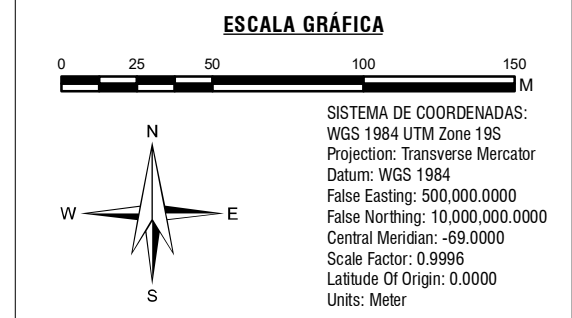 ESCALA GRÁFICA
0 25 50 100 150
M
SISTEMA DE COORDENADAS:
WGS 1984 UTM Zone 19S
Projection: Transverse Mercator
Datum: WGS 1984
False Easting: 500,000.0000
False Northing: 10,000,000.0000
Central Meridian: -69.0000
Scale Factor: 0.9996
Latitude Of Origin: 0.0000
Units: Meter
N
W E
S